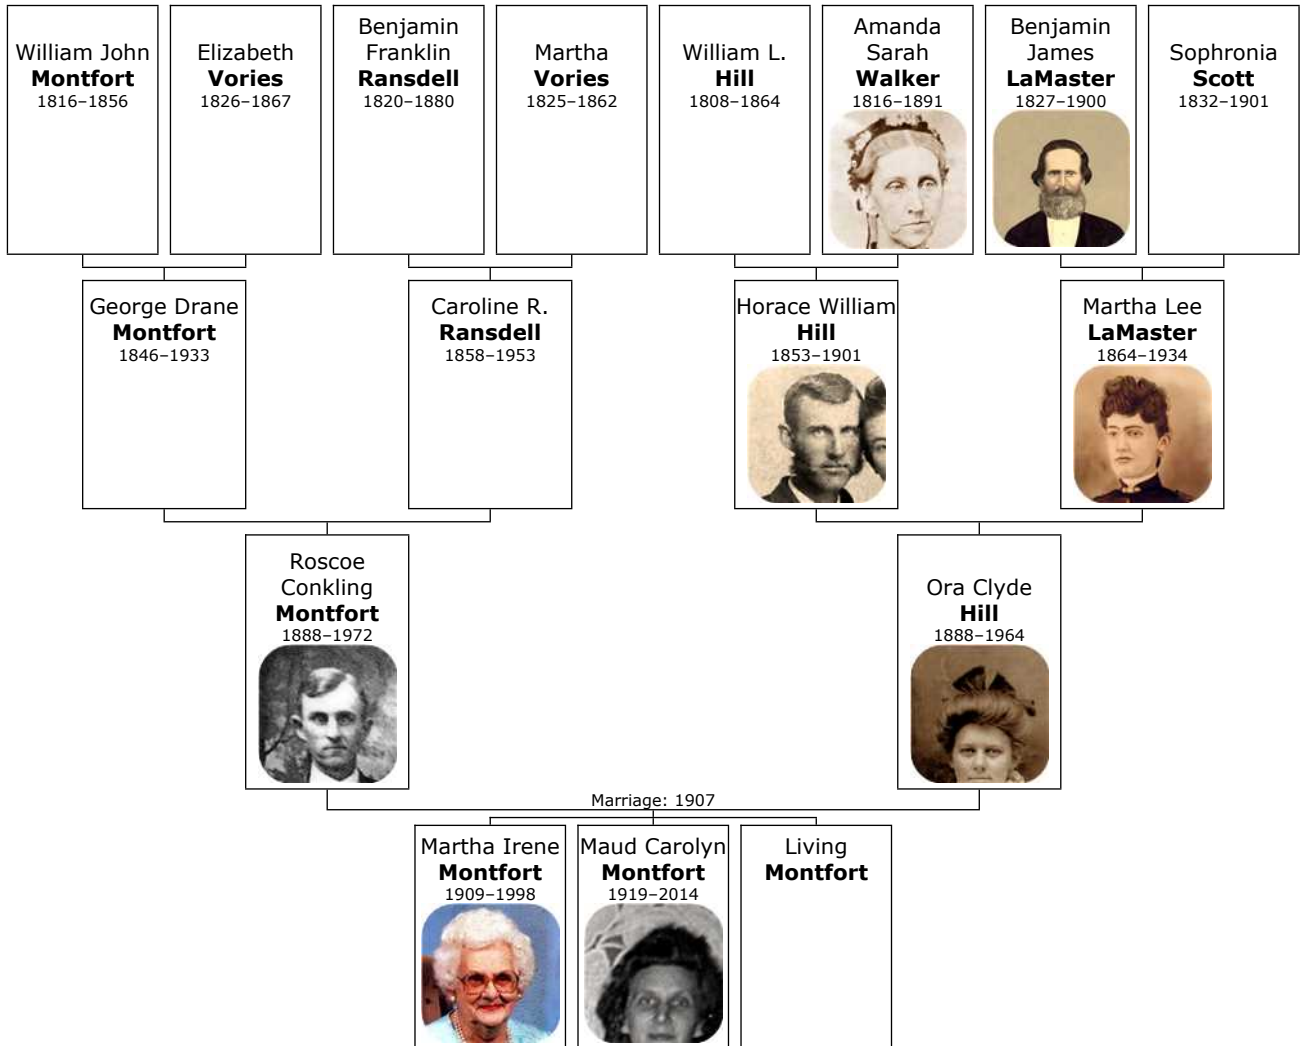 William John
Montfort
1816–1856
Elizabeth
Vories
1826–1867
Benjamin
Franklin
Ransdell
1820–1880
Martha
Vories
1825–1862
William L.
Hill
1808–1864
Amanda
Sarah
Walker
1816–1891
Benjamin
James
LaMaster
1827–1900
Sophronia
Scott
1832–1901
George Drane
Montfort
1846–1933
Caroline R.
Ransdell
1858–1953
Horace William
Hill
1853–1901
Martha Lee
LaMaster
1864–1934
Roscoe
Conkling
Montfort
1888–1972
Ora Clyde
Hill
1888–1964
Marriage: 1907
Martha Irene
Montfort
1909–1998
Maud Carolyn
Montfort
1919–2014
Living
Montfort